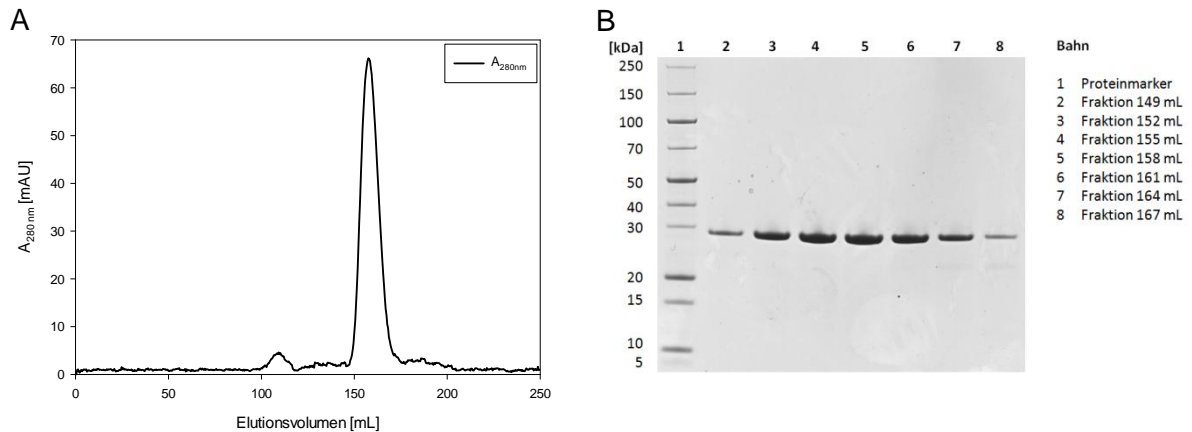 A
70
60
50
40
30
20
10
0
A280 nm [mAU]
A280nm
0 50 100 150 200 250
Elutionsvolumen [mL]
B
[kDa] 1 2 3 4 5 6 7 8
250
150
100
70
50
40
30
20
15
10
5
Bahn
1 Proteinmarker
2 Fraktion 149 mL
3 Fraktion 152 mL
4 Fraktion 155 mL
5 Fraktion 158 mL
6 Fraktion 161 mL
7 Fraktion 164 mL
8 Fraktion 167 mL